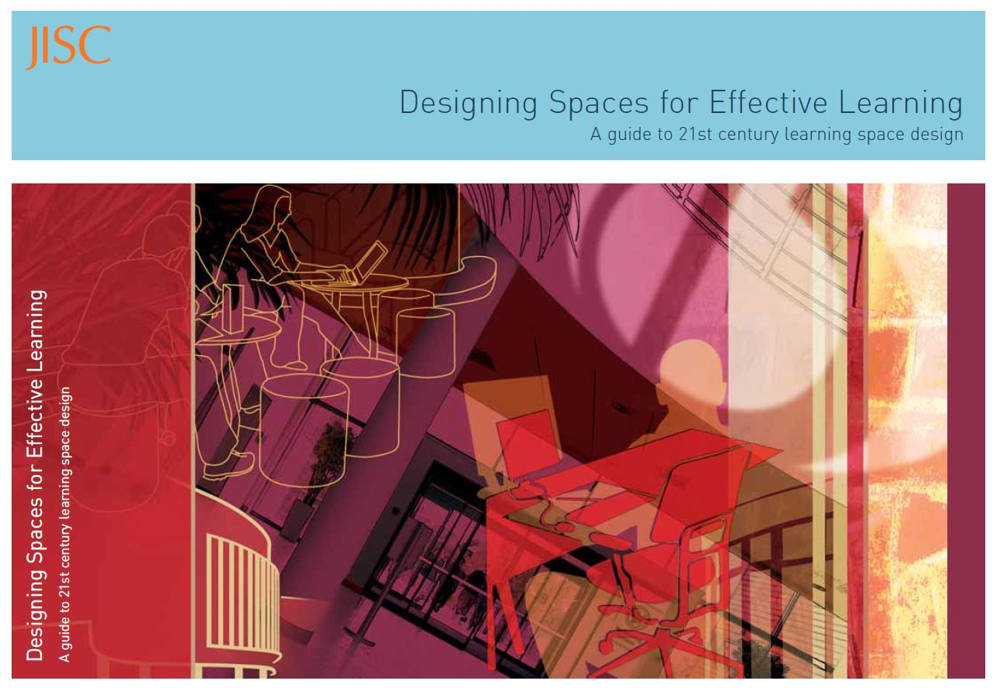 JISC
Designing Spaces for Effective Learning
A guide to 21st century learning space design
Designing Spaces for Effective Learning
A guide to 21st century learning space design